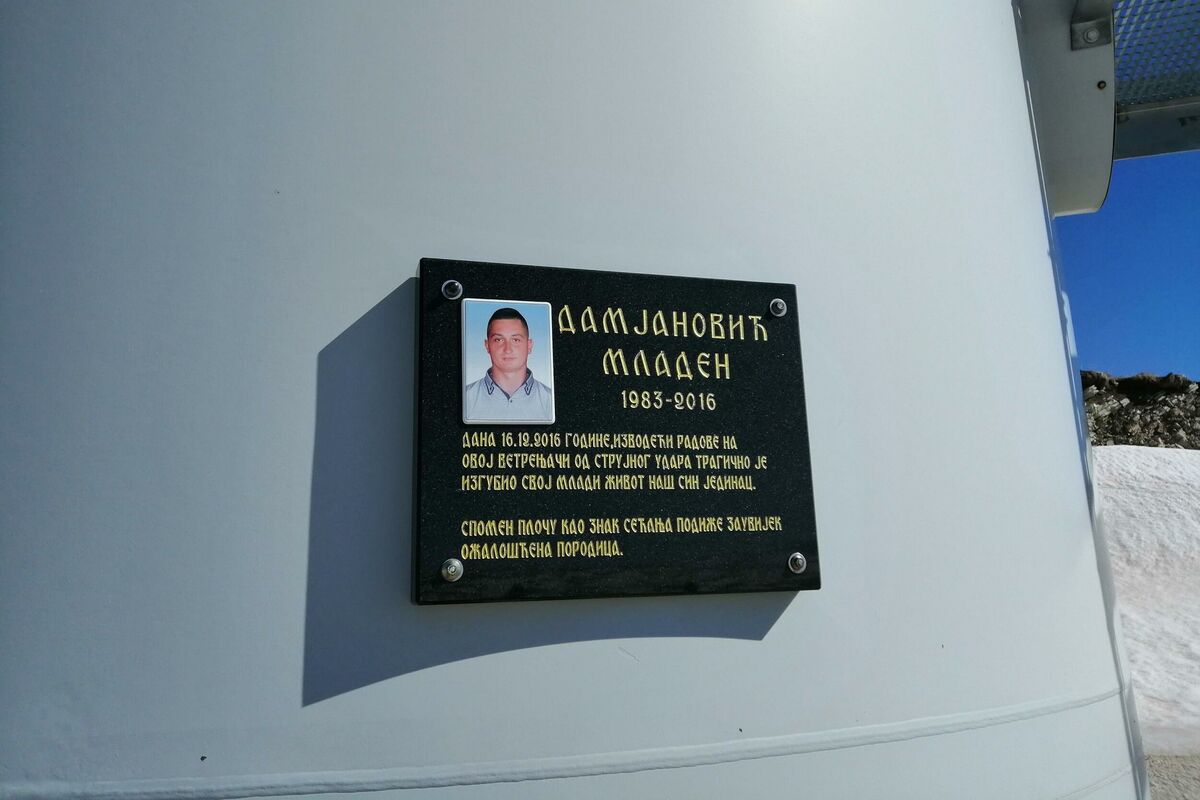 ДАМЈАНОВИЋ
МЛАДЕН
1983-2016
ДАНА 16.12.2016 ГОДИНЕ,ИЗВОДЕЋИ РАДОВЕ НА
ОВОЈ ВЕТРЕЊАЧИ ОД СТРУЈНОГ УДАРА ТРАГИЧНО ЈЕ
ИЗГУБИО СВОЈ МЛАДИ ЖИВОТ НАШ СИН ЈЕДИНАЦ.
СПОМЕН ПЛОЧУ КАО ЗНАК СЕЋАЊА ПОДИЖЕ ЗАУВИЈЕК
ОЖАЛОШЋЕНА ПОРОДИЦА.